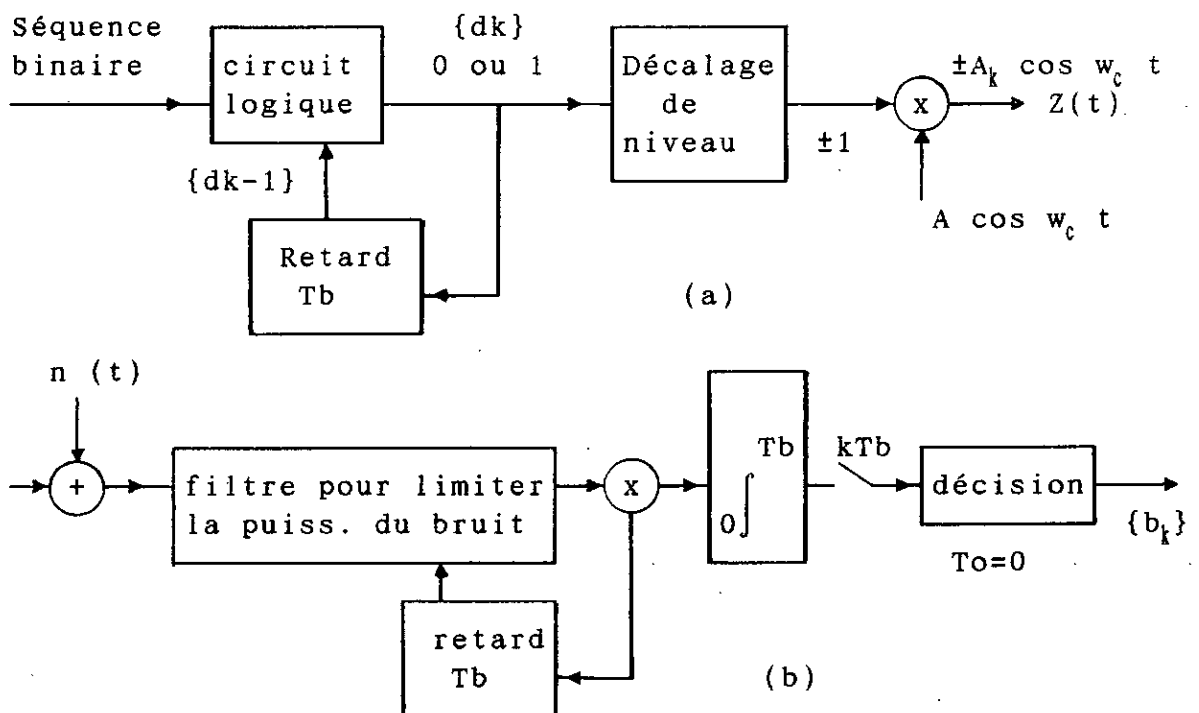 Séquence
binaire
circuit
logique
{dk}
0 ou 1
Décalage
de
niveau
±1
x
±A_k cos w_c t
Z(t)
A cos w_c t
{dk-1}
Retard
Tb
(a)
n (t)
+
filtre pour limiter
la puiss. du bruit
x
Tb
0∫
kTb
décision
{b_k}
To=0
retard
Tb
(b)